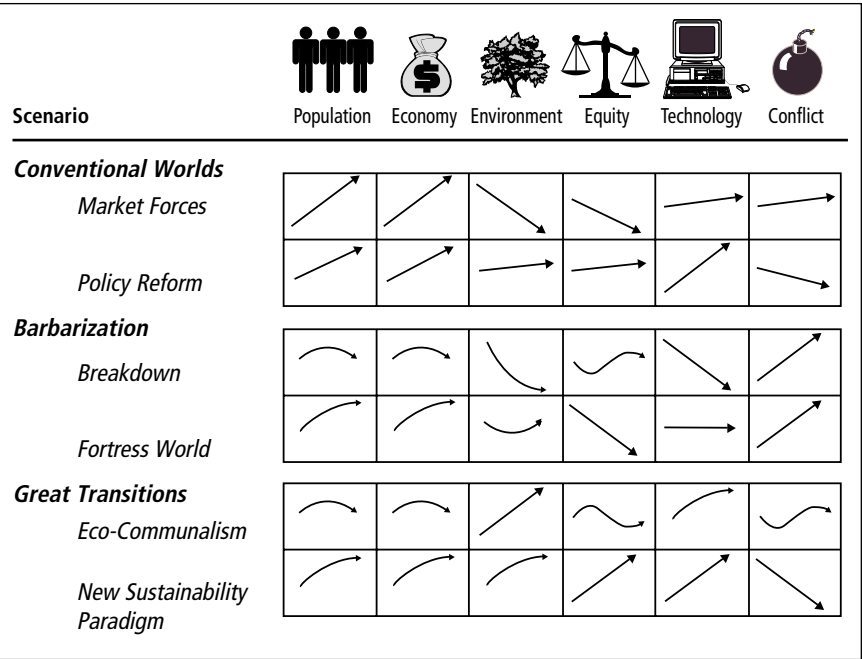 Scenario Population Economy Environment Equity Technology Conflict
Conventional Worlds
Market Forces
Policy Reform
Barbarization
Breakdown
Fortress World
Great Transitions
Eco-Communalism
New Sustainability
Paradigm